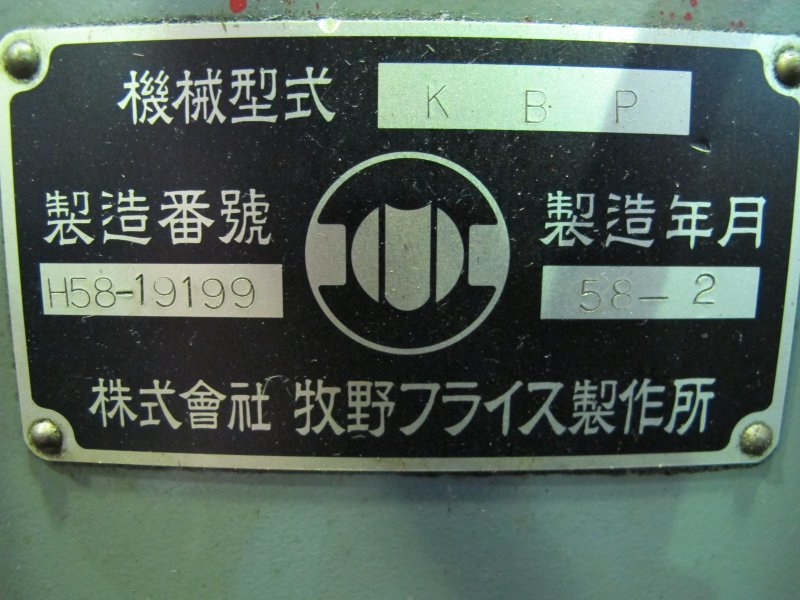 機械型式 K B P
製造番號 製造年月
H58-19199 58-2
株式會社 牧野フライス製作所